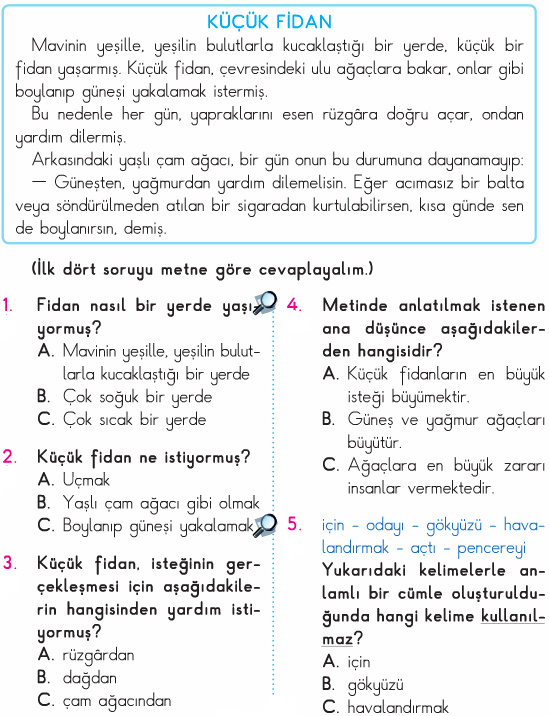 KÜÇÜK FİDAN
Mavinin yeşille, yeşilin bulutlarla kucaklaştığı bir yerde, küçük bir
fidan yaşarmış. Küçük fidan, çevresindeki ulu ağaçlara bakar, onlar gibi
boylanıp güneşi yakalamak istermiş.
Bu nedenle her gün, yapraklarını esen rüzgâra doğru açar, ondan
yardım dilermiş.
Arkasındaki yaşlı çam ağacı, bir gün onun bu durumuna dayanamayıp:
— Güneşten, yağmurdan yardım dilemelisin. Eğer acımasız bir balta
veya söndürülmeden atılan bir sigaradan kurtulabilirsen, kısa günde sen
de boylanırsın, demiş.
(İlk dört soruyu metne göre cevaplayalım.)
1. Fidan nasıl bir yerde yaşı-
yormuş?
A. Mavinin yeşille, yeşilin bulut-
larla kucaklaştığı bir yerde
B. Çok soğuk bir yerde
C. Çok sıcak bir yerde
2. Küçük fidan ne istiyormuş?
A. Uçmak
B. Yaşlı çam ağacı gibi olmak
C. Boylanıp güneşi yakalamak
3. Küçük fidan, isteğinin ger-
çekleşmesi için aşağıdakile-
rin hangisinden yardım isti-
yormuş?
A. rüzgârdan
B. dağdan
C. çam ağacından
4. Metinde anlatılmak istenen
ana düşünce aşağıdakiler-
den hangisidir?
A. Küçük fidanların en büyük
isteği büyümektir.
B. Güneş ve yağmur ağaçları
büyütür.
C. Ağaçlara en büyük zararı
insanlar vermektedir.
5. için - odayı - gökyüzü - hava-
landırmak - açtı - pencereyi
Yukarıdaki kelimelerle an-
lamlı bir cümle oluşturuldu-
ğunda hangi kelime kullanıl-
maz?
A. için
B. gökyüzü
C. havalandırmak